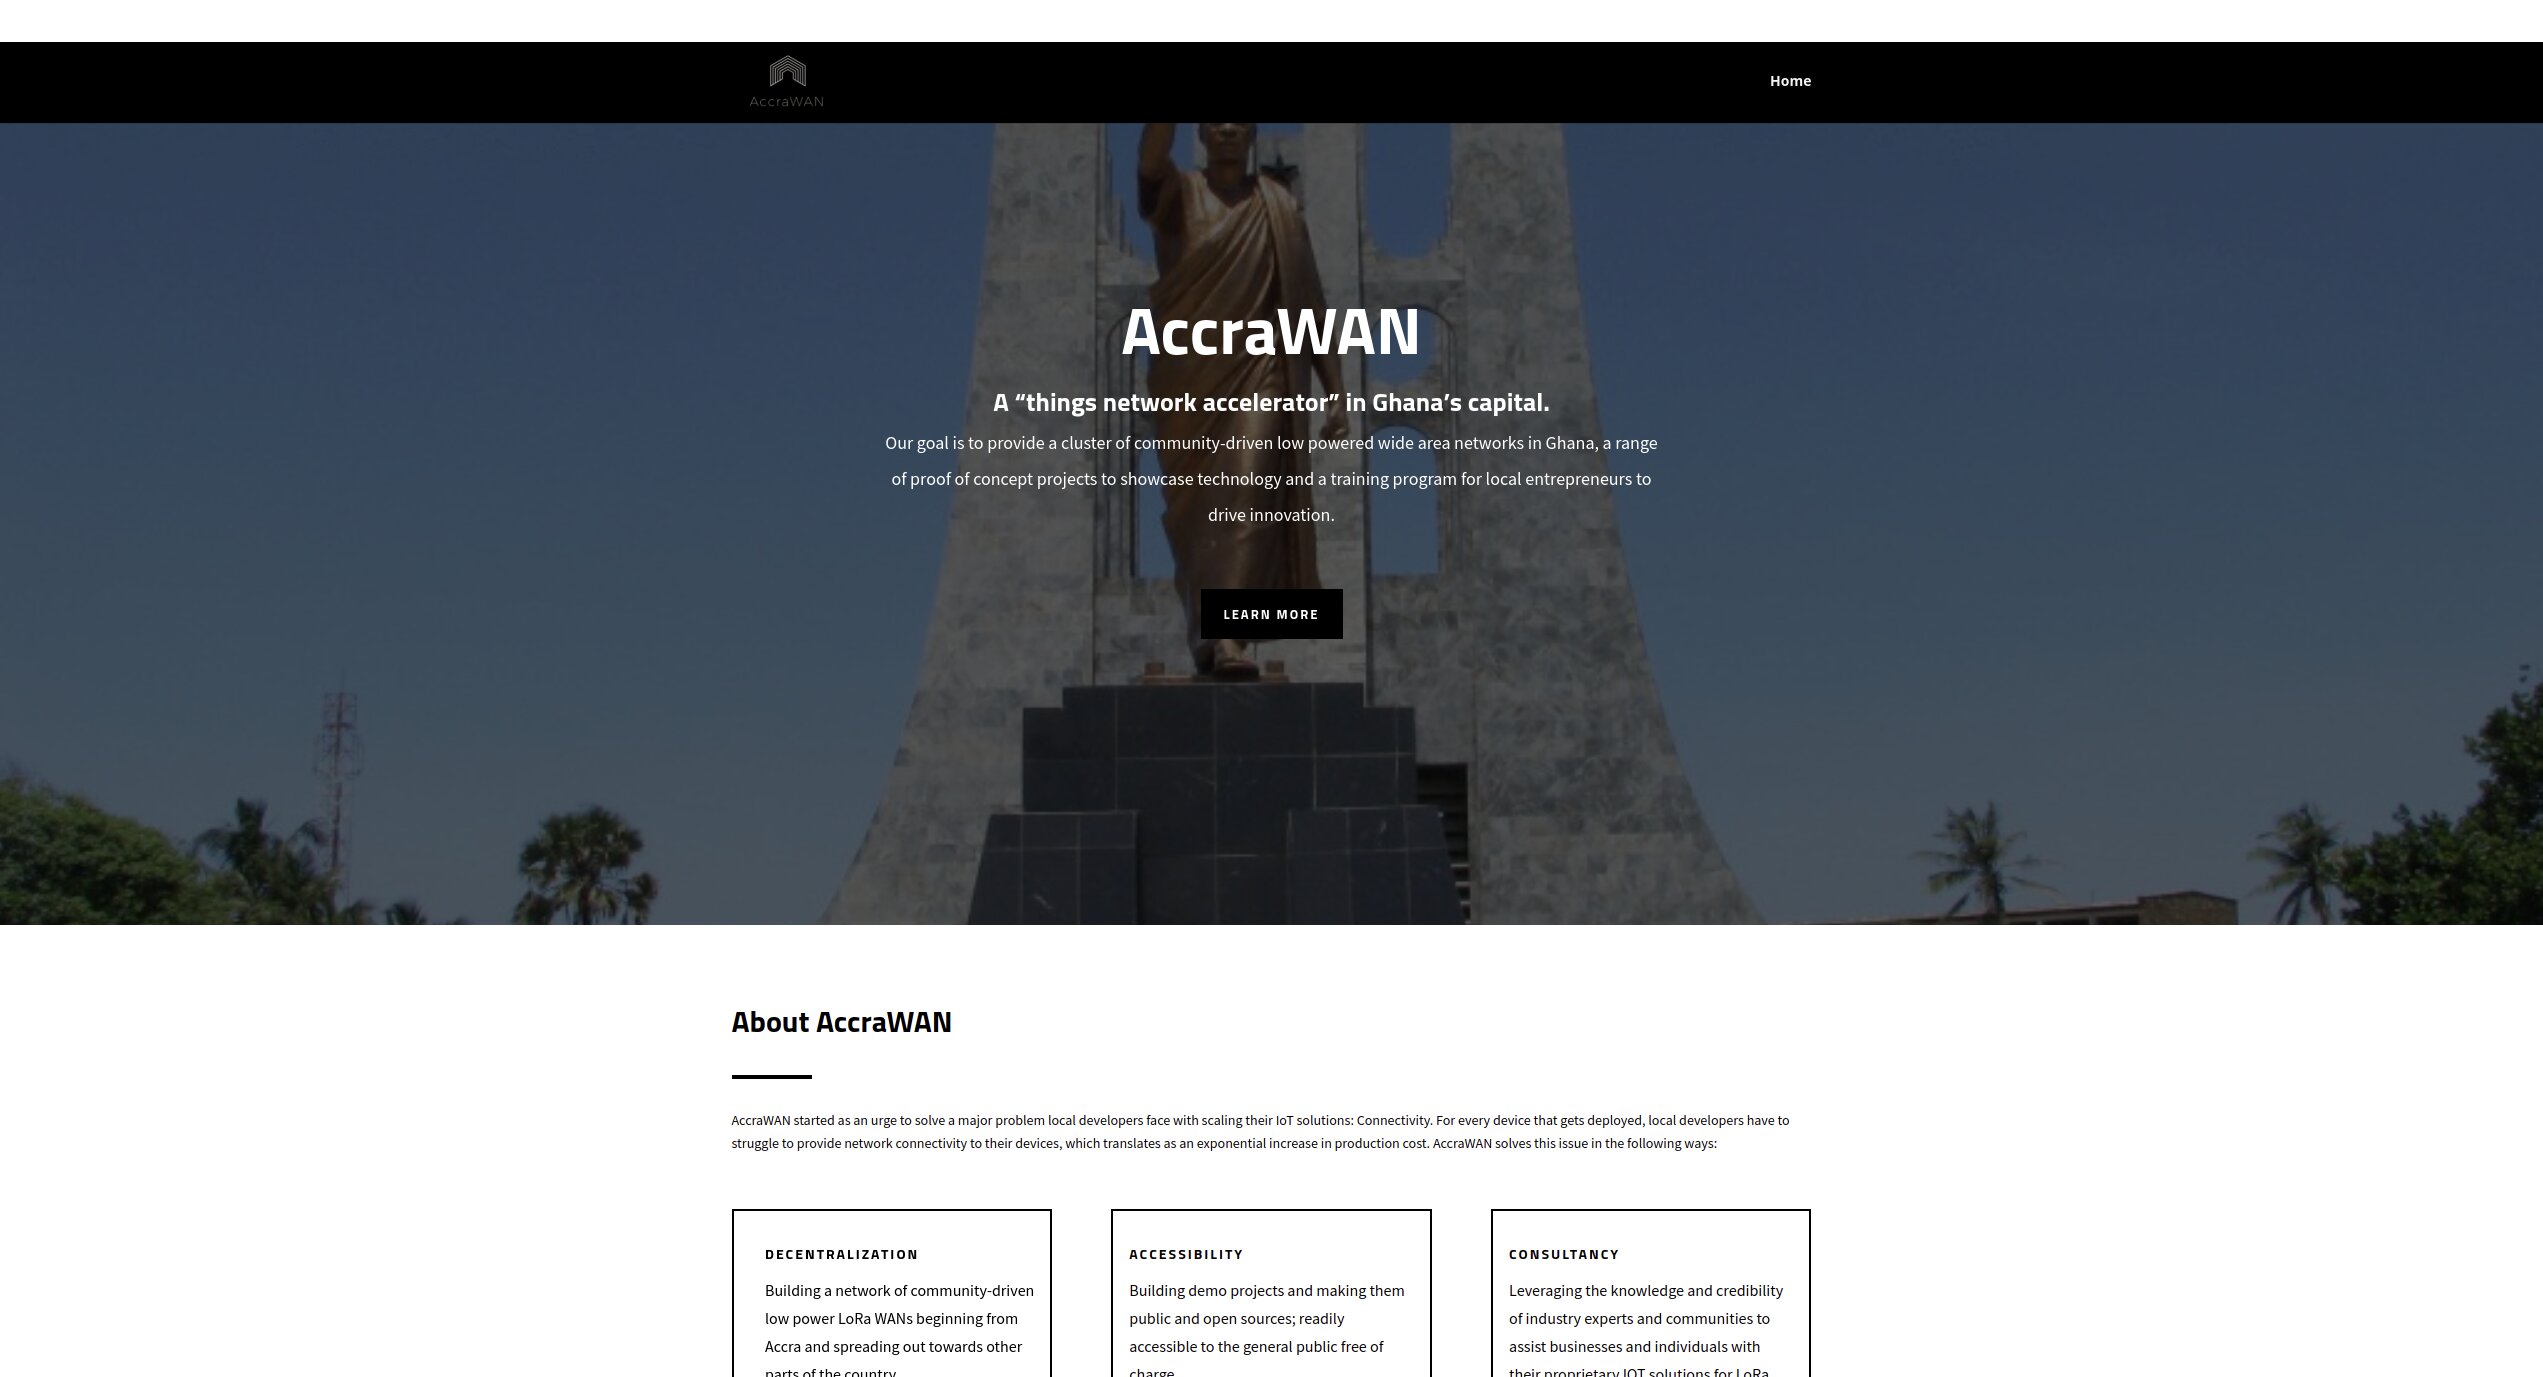 AccraWAN
Home
AccraWAN
A “things network accelerator” in Ghana’s capital.
Our goal is to provide a cluster of community-driven low powered wide area networks in Ghana, a range
of proof of concept projects to showcase technology and a training program for local entrepreneurs to
drive innovation.
LEARN MORE
About AccraWAN
AccraWAN started as an urge to solve a major problem local developers face with scaling their IoT solutions: Connectivity. For every device that gets deployed, local developers have to
struggle to provide network connectivity to their devices, which translates as an exponential increase in production cost. AccraWAN solves this issue in the following ways:
DECENTRALIZATION
Building a network of community-driven
low power LoRa WANs beginning from
Accra and spreading out towards other
parts of the country
ACCESSIBILITY
Building demo projects and making them
public and open sources; readily
accessible to the general public free of
charge
CONSULTANCY
Leveraging the knowledge and credibility
of industry experts and communities to
assist businesses and individuals with
their proprietary IOT solutions for LoRa